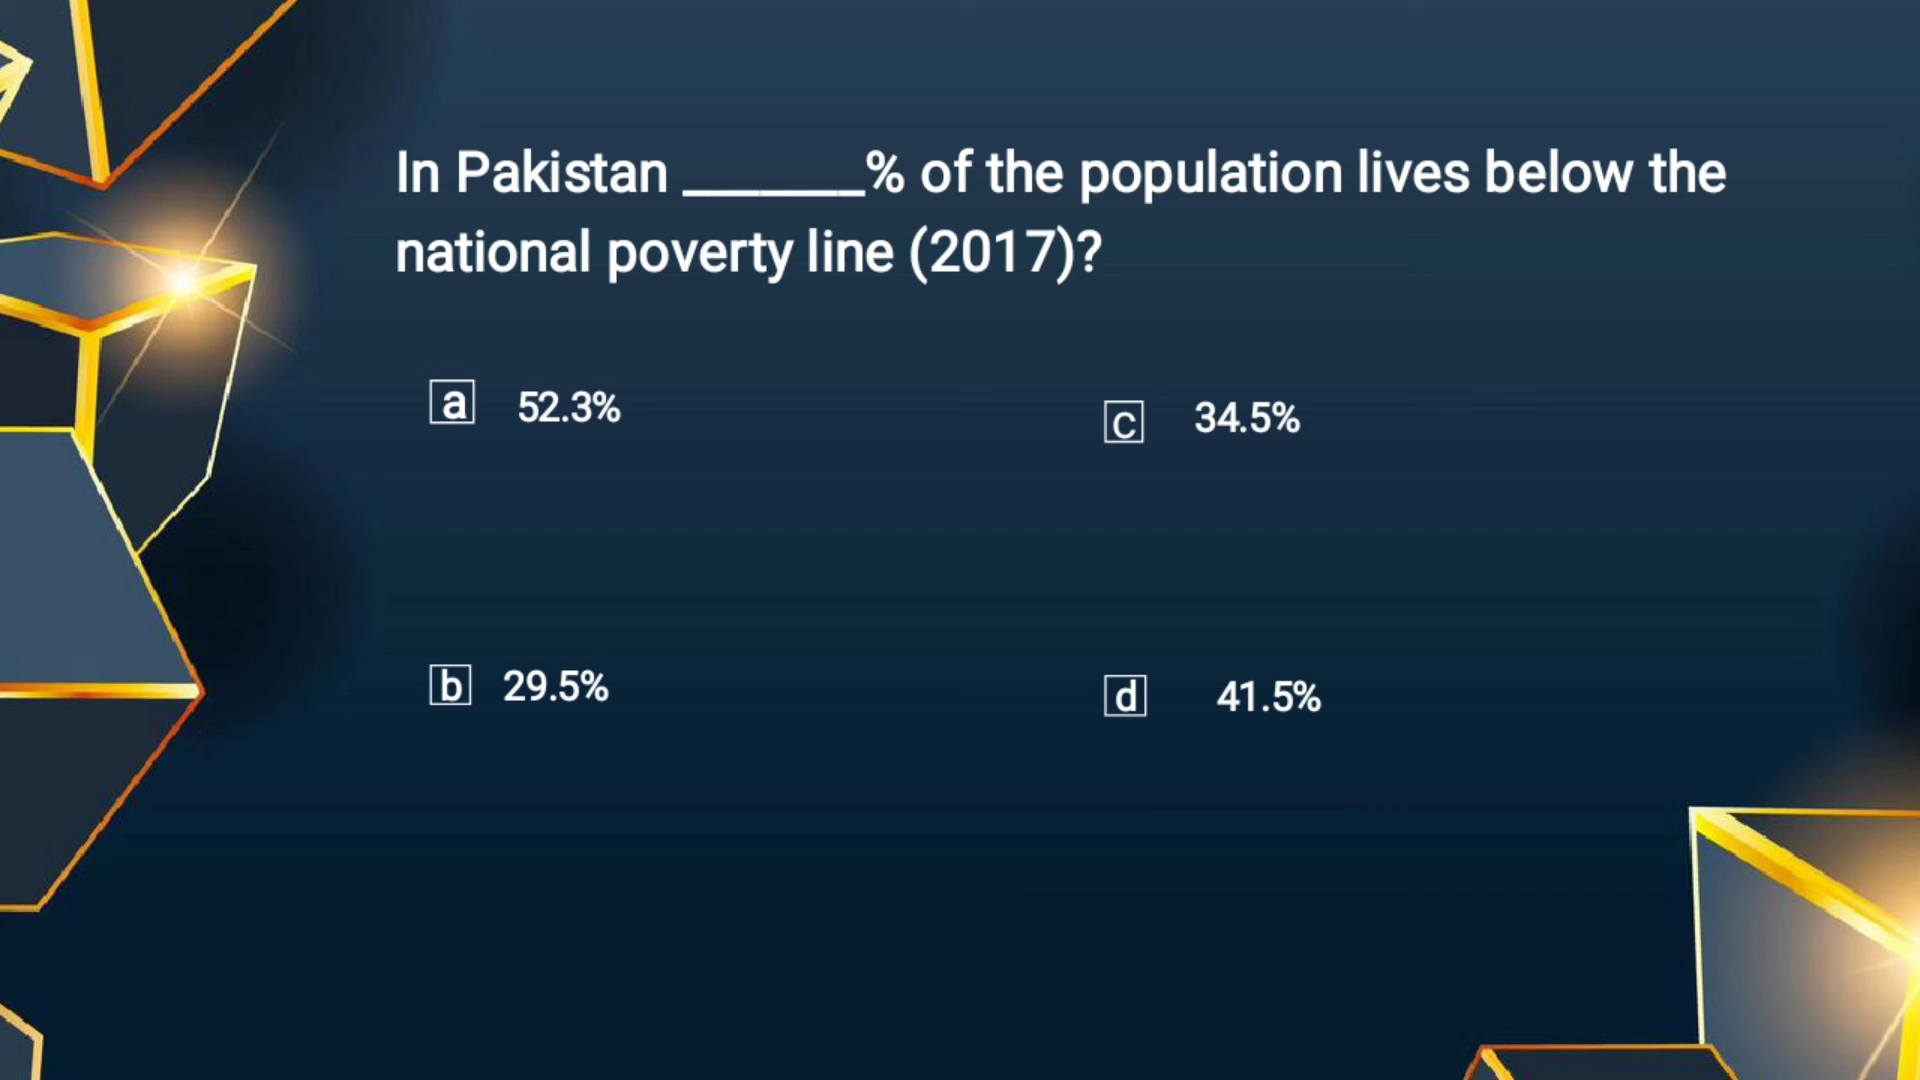 In Pakistan _______% of the population lives below the
national poverty line (2017)?
a 52.3%
c 34.5%
b 29.5%
d 41.5%